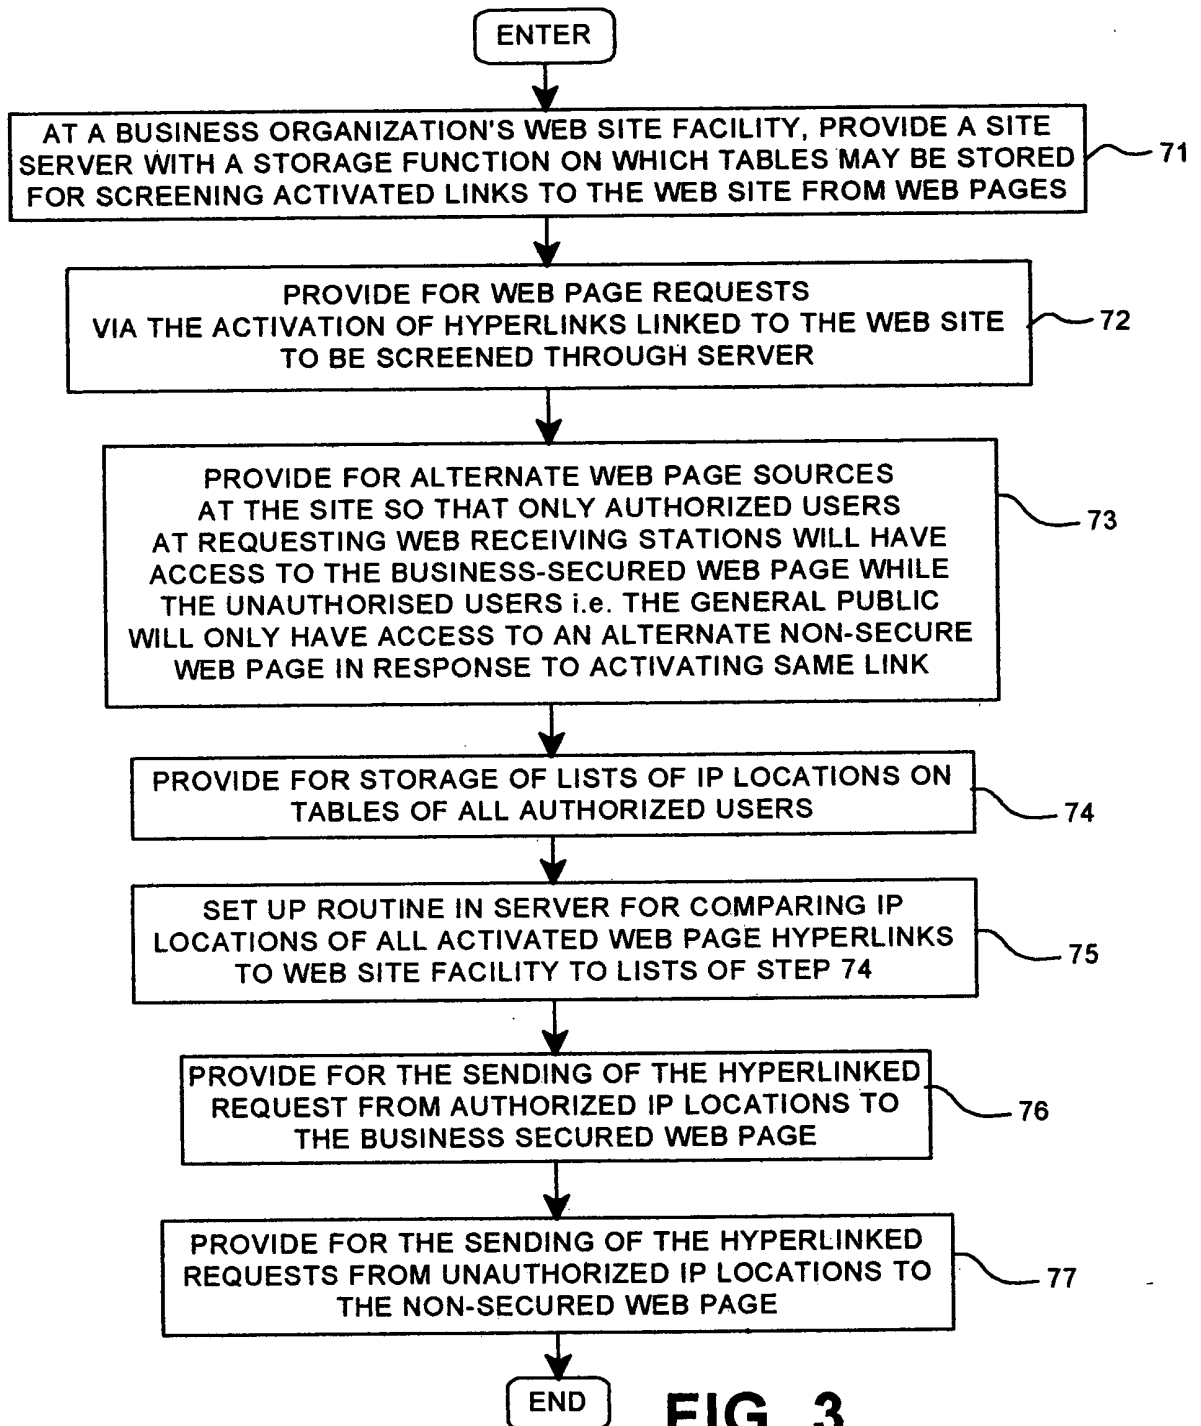 ENTER
AT A BUSINESS ORGANIZATION'S WEB SITE FACILITY, PROVIDE A SITE
SERVER WITH A STORAGE FUNCTION ON WHICH TABLES MAY BE STORED
FOR SCREENING ACTIVATED LINKS TO THE WEB SITE FROM WEB PAGES
71
PROVIDE FOR WEB PAGE REQUESTS
VIA THE ACTIVATION OF HYPERLINKS LINKED TO THE WEB SITE
TO BE SCREENED THROUGH SERVER
72
PROVIDE FOR ALTERNATE WEB PAGE SOURCES
AT THE SITE SO THAT ONLY AUTHORIZED USERS
AT REQUESTING WEB RECEIVING STATIONS WILL HAVE
ACCESS TO THE BUSINESS-SECURED WEB PAGE WHILE
THE UNAUTHORISED USERS i.e. THE GENERAL PUBLIC
WILL ONLY HAVE ACCESS TO AN ALTERNATE NON-SECURE
WEB PAGE IN RESPONSE TO ACTIVATING SAME LINK
73
PROVIDE FOR STORAGE OF LISTS OF IP LOCATIONS ON
TABLES OF ALL AUTHORIZED USERS
74
SET UP ROUTINE IN SERVER FOR COMPARING IP
LOCATIONS OF ALL ACTIVATED WEB PAGE HYPERLINKS
TO WEB SITE FACILITY TO LISTS OF STEP 74
75
PROVIDE FOR THE SENDING OF THE HYPERLINKED
REQUEST FROM AUTHORIZED IP LOCATIONS TO
THE BUSINESS SECURED WEB PAGE
76
PROVIDE FOR THE SENDING OF THE HYPERLINKED
REQUESTS FROM UNAUTHORIZED IP LOCATIONS TO
THE NON-SECURED WEB PAGE
77
END
FIG. 3